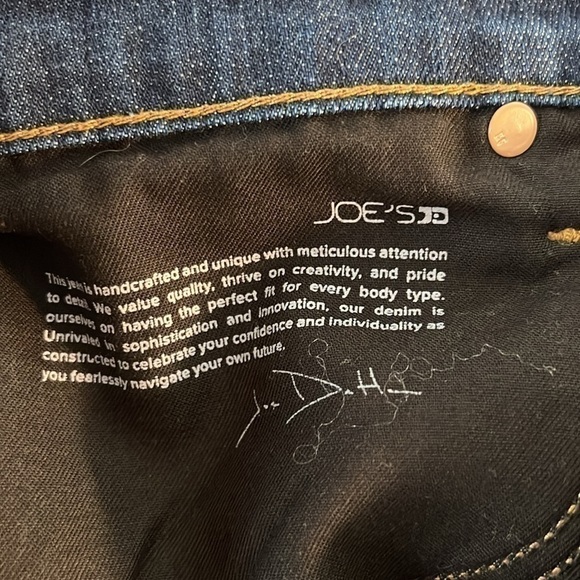 JOE'S JD
This jean is handcrafted and unique with meticulous attention
to detail. We value quality, thrive on creativity, and pride
ourselves on having the perfect fit for every body type.
Unrivaled in sophistication and innovation, our denim is
constructed to celebrate your confidence and individuality as
you fearlessly navigate your own future.
Joe Dahan